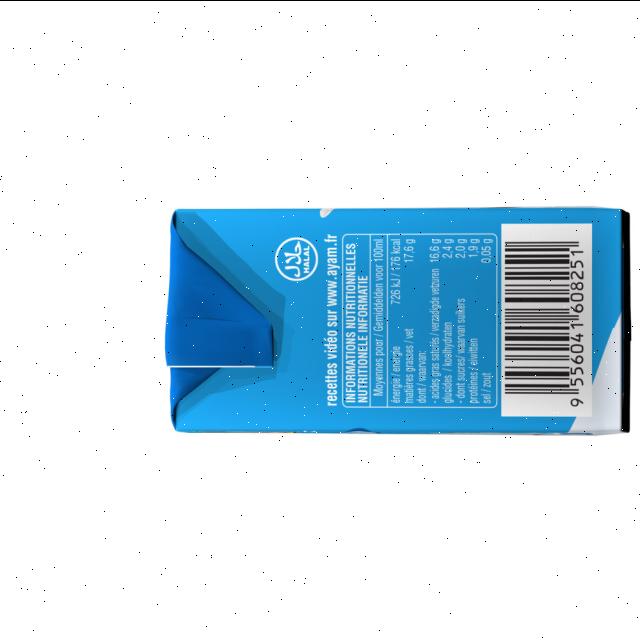 حلال
HALAL
recettes vidéo sur www.ayam.fr
INFORMATIONS NUTRITIONNELLES
NUTRITIONELE INFORMATIE
Moyennes pour / Gemiddelden voor 100ml
énergie / energie 726 kJ / 176 kcal
matières grasses / vet 17.6 g
dont / waarvan:
- acides gras saturés / verzadigde vetzuren 16.6 g
glucides / koolhydraten 2.4 g
- dont sucres/ waarvan suikers 2.0 g
protéines / eiwitten 1.9 g
sel / zout 0.05 g
9 556041 608251